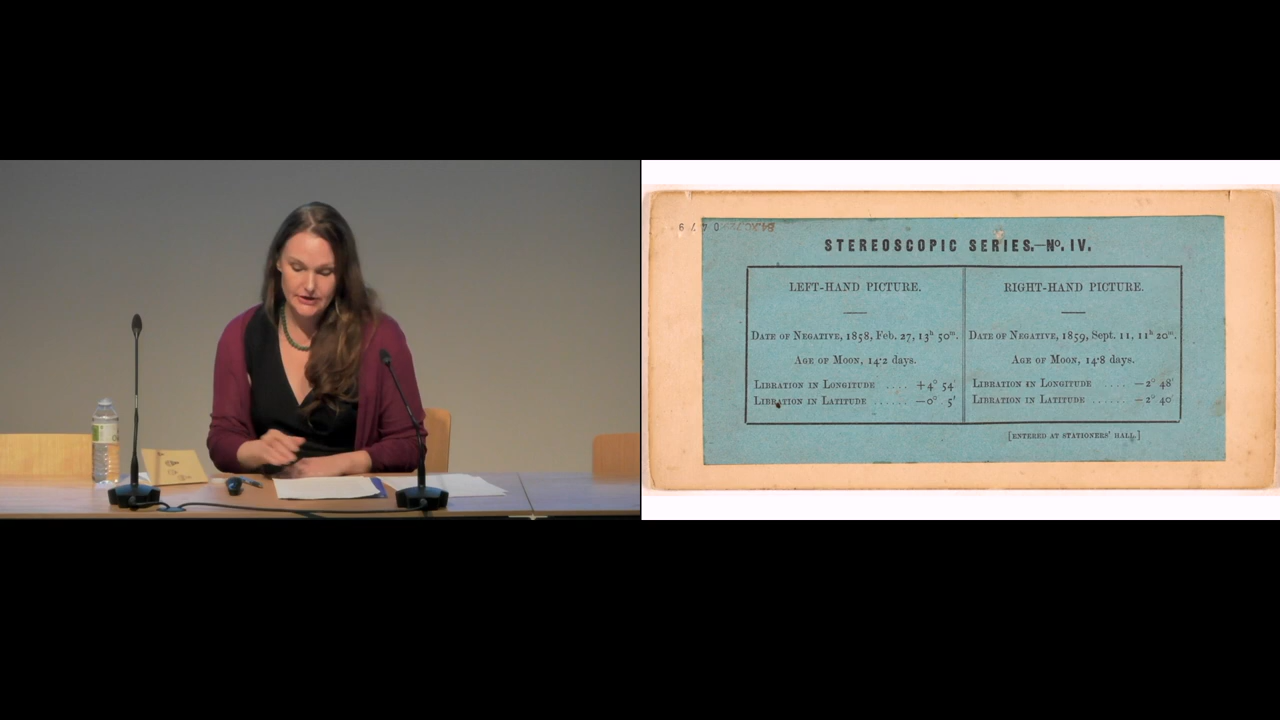 STEREOSCOPIC SERIES.—No. IV.
LEFT-HAND PICTURE.
Date of Negative, 1858, Feb. 27, 13h 50m.
Age of Moon, 14·2 days.
Libration in Longitude .... +4° 54′
Libration in Latitude ...... —0° 5′
RIGHT-HAND PICTURE.
Date of Negative, 1859, Sept. 11, 11h 20m.
Age of Moon, 14·8 days.
Libration in Longitude .... —2° 48′
Libration in Latitude ...... —2° 40′
[Entered at Stationers' Hall.]